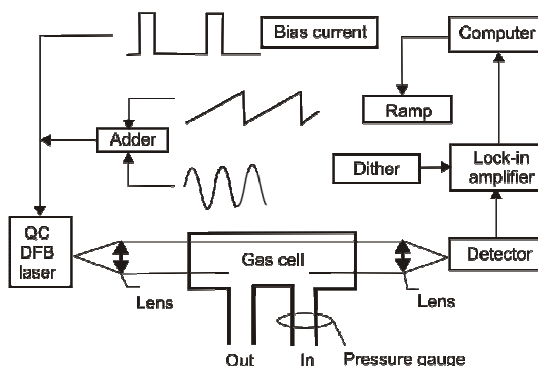 Bias current
Computer
Ramp
Adder
Dither
Lock-in
amplifier
QC
DFB
laser
Gas cell
Detector
Lens
Lens
Out
In
Pressure gauge